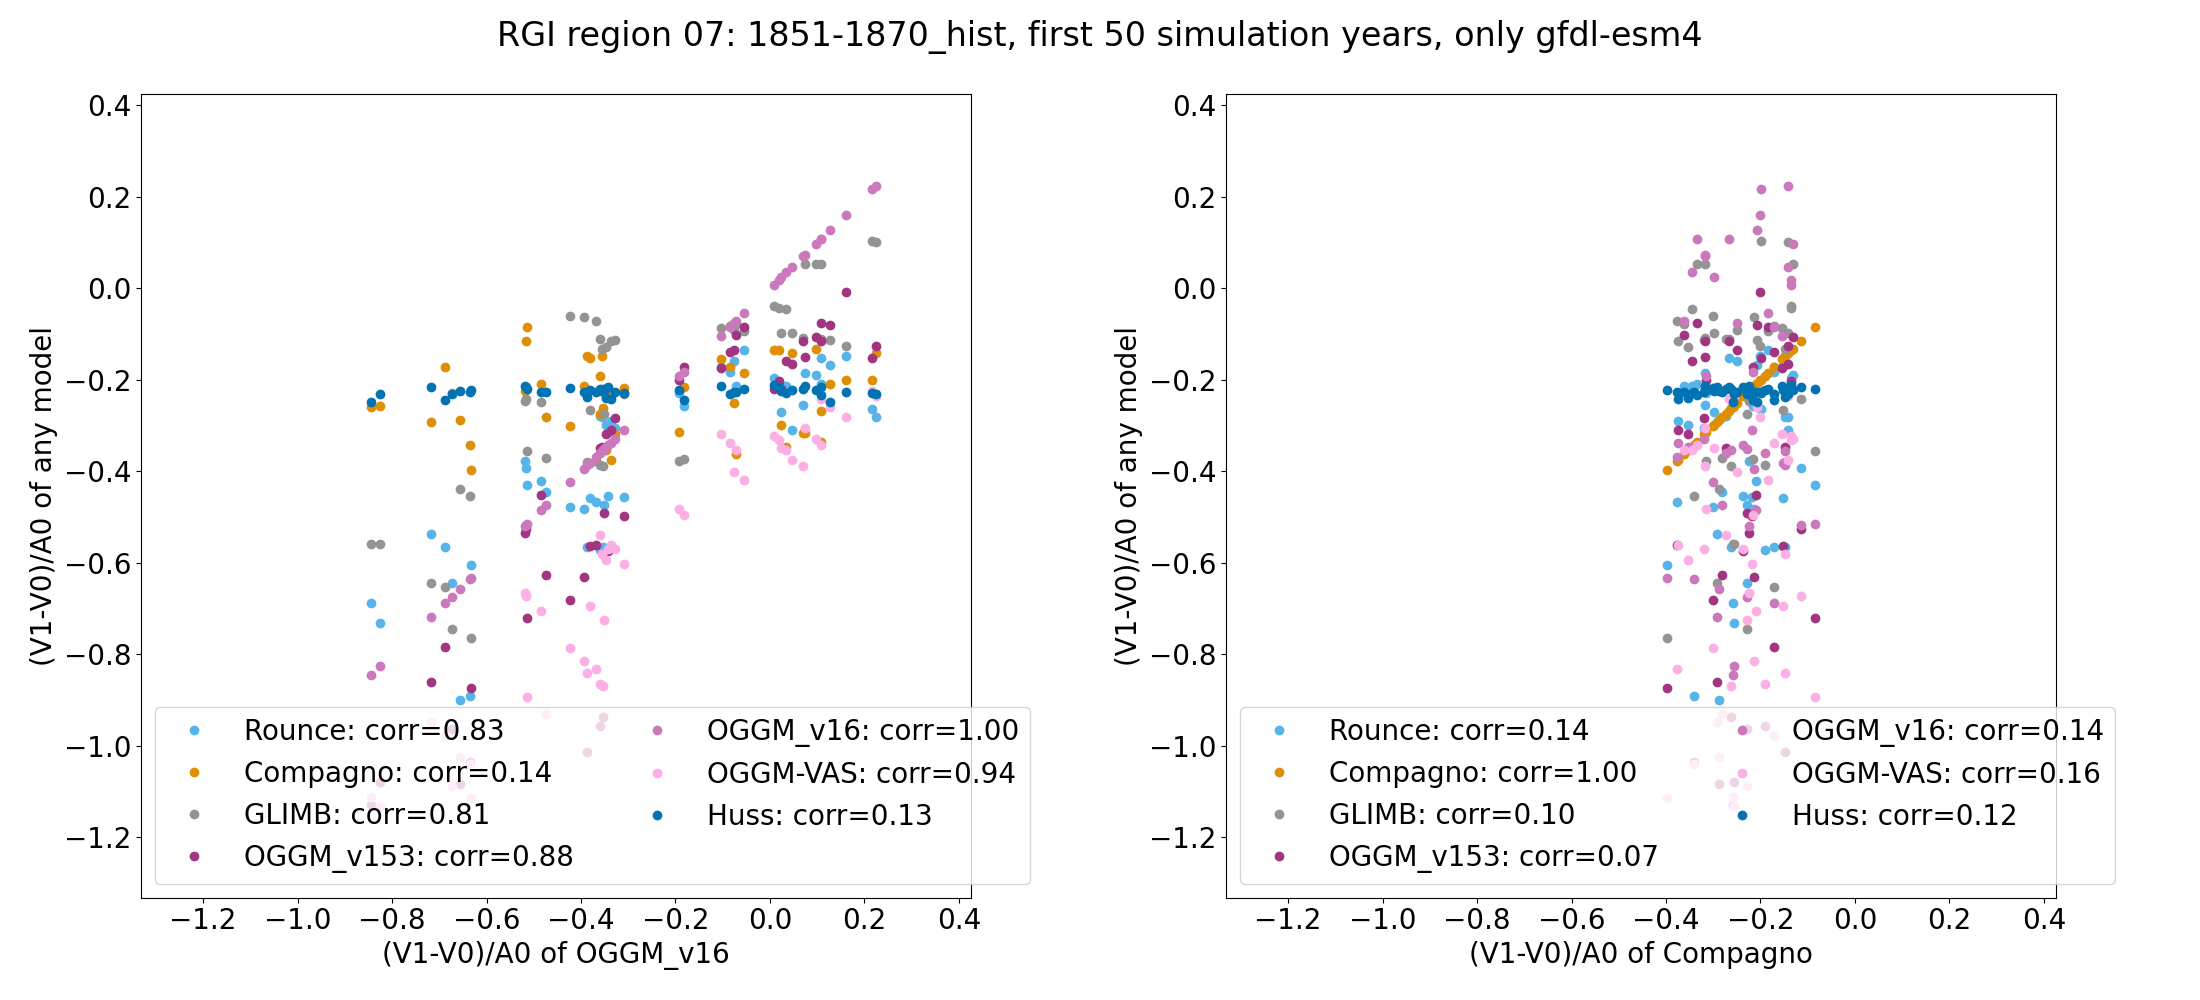 RGI region 07: 1851-1870_hist, first 50 simulation years, only gfdl-esm4
0.4
0.2
0.0
−0.2
−0.4
−0.6
−0.8
−1.0
−1.2
(V1-V0)/A0 of any model
Rounce: corr=0.83
Compagno: corr=0.14
GLIMB: corr=0.81
OGGM_v153: corr=0.88
OGGM_v16: corr=1.00
OGGM-VAS: corr=0.94
Huss: corr=0.13
−1.2 −1.0 −0.8 −0.6 −0.4 −0.2 0.0 0.2 0.4
(V1-V0)/A0 of OGGM_v16
0.4
0.2
0.0
−0.2
−0.4
−0.6
−0.8
−1.0
−1.2
(V1-V0)/A0 of any model
Rounce: corr=0.14
Compagno: corr=1.00
GLIMB: corr=0.10
OGGM_v153: corr=0.07
OGGM_v16: corr=0.14
OGGM-VAS: corr=0.16
Huss: corr=0.12
−1.2 −1.0 −0.8 −0.6 −0.4 −0.2 0.0 0.2 0.4
(V1-V0)/A0 of Compagno